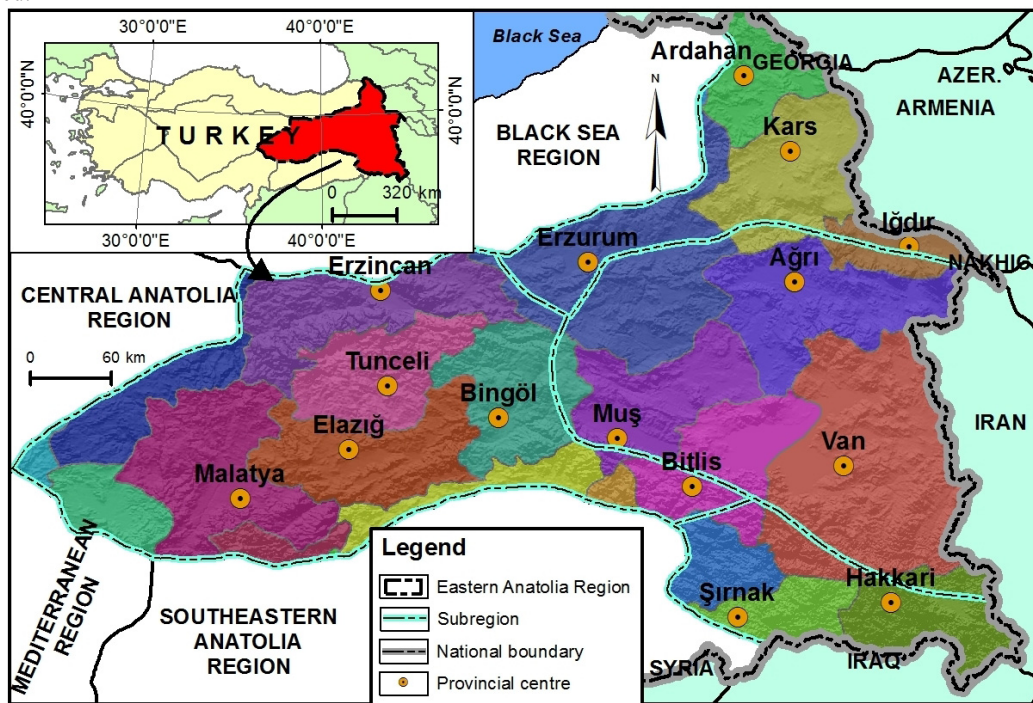 30°0'0"E
40°0'0"E
Black Sea
Ardahan
GEORGIA
AZER.
ARMENIA
40°0'0"N
40°0'0"N
N
TURKEY
BLACK SEA
REGION
Kars
0
320 km
30°0'0"E
40°0'0"E
Iğdır
Erzurum
Ağrı
NAKHIC
Erzincan
CENTRAL ANATOLIA
REGION
0
60 km
Tunceli
Bingöl
Muş
Elazığ
Van
IRAN
Malatya
Bitlis
MEDITERRANEAN
REGION
SOUTHEASTERN
ANATOLIA
REGION
Legend
Eastern Anatolia Region
Subregion
National boundary
Provincial centre
Hakkari
Şırnak
SYRIA
IRAQ